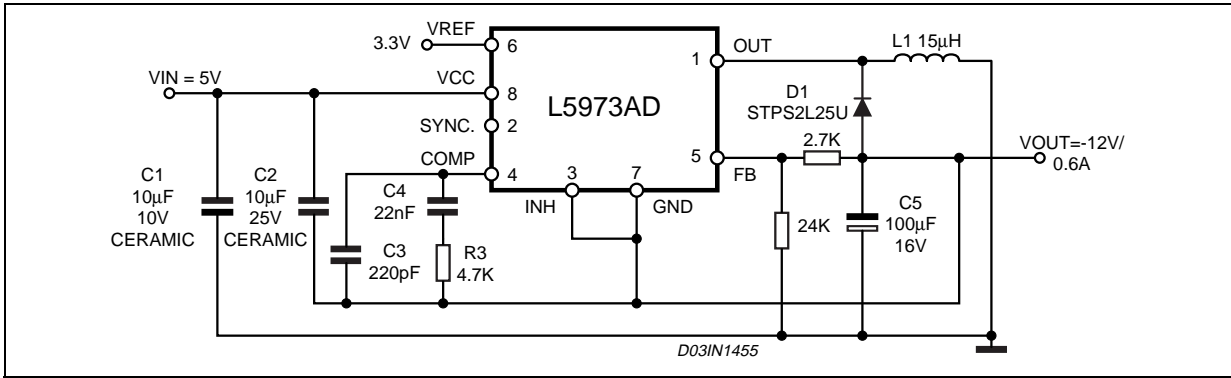 VREF
3.3V
6
VIN = 5V
VCC
8
SYNC.
2
COMP
4
L5973AD
3
INH
7
GND
1
OUT
5
FB
L1 15μH
D1
STPS2L25U
2.7K
VOUT=-12V/
0.6A
24K
C5
100μF
16V
C1
10μF
10V
CERAMIC
C2
10μF
25V
CERAMIC
C4
22nF
C3
220pF
R3
4.7K
D03IN1455